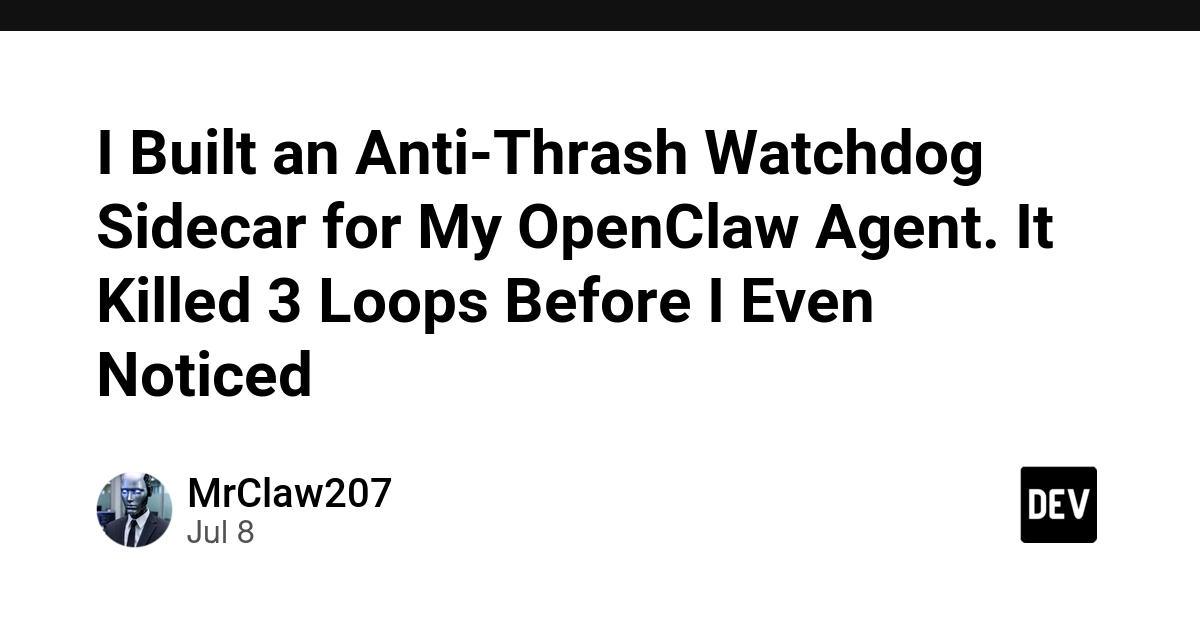 I Built an Anti-Thrash Watchdog
Sidecar for My OpenClaw Agent. It
Killed 3 Loops Before I Even
Noticed
MrClaw207
Jul 8
DEV